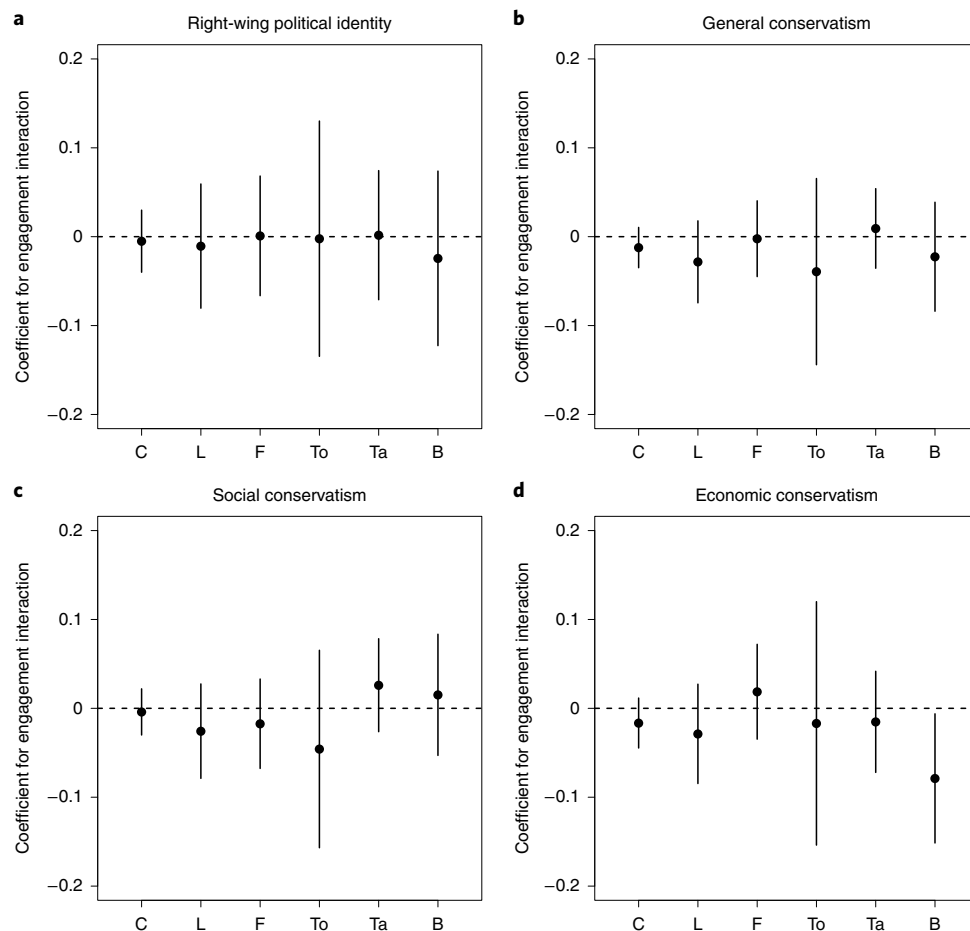 a
Right-wing political identity
Coefficient for engagement interaction
0.2
0.1
0
−0.1
−0.2
C L F To Ta B
b
General conservatism
Coefficient for engagement interaction
0.2
0.1
0
−0.1
−0.2
C L F To Ta B
c
Social conservatism
Coefficient for engagement interaction
0.2
0.1
0
−0.1
−0.2
C L F To Ta B
d
Economic conservatism
Coefficient for engagement interaction
0.2
0.1
0
−0.1
−0.2
C L F To Ta B